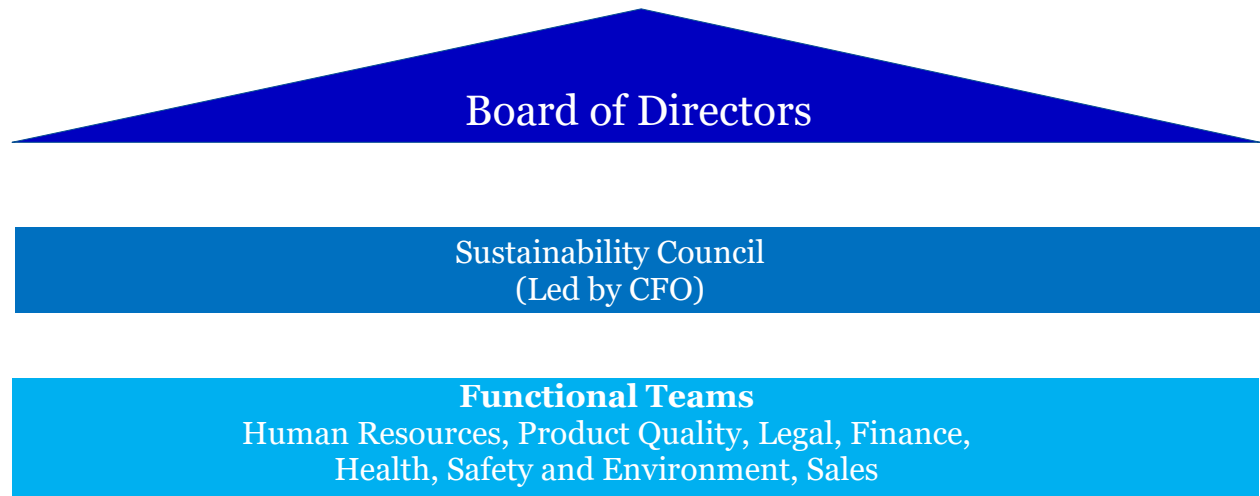 Board of Directors
Sustainability Council
(Led by CFO)
Functional Teams
Human Resources, Product Quality, Legal, Finance,
Health, Safety and Environment, Sales